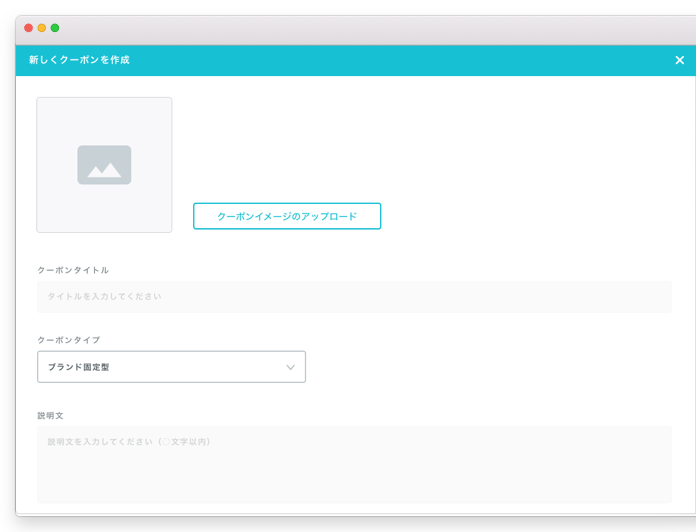 新しくクーポンを作成
クーポンイメージのアップロード
クーポンタイトル
タイトルを入力してください
クーポンタイプ
ブランド固定型
説明文
説明文を入力してください（○文字以内）